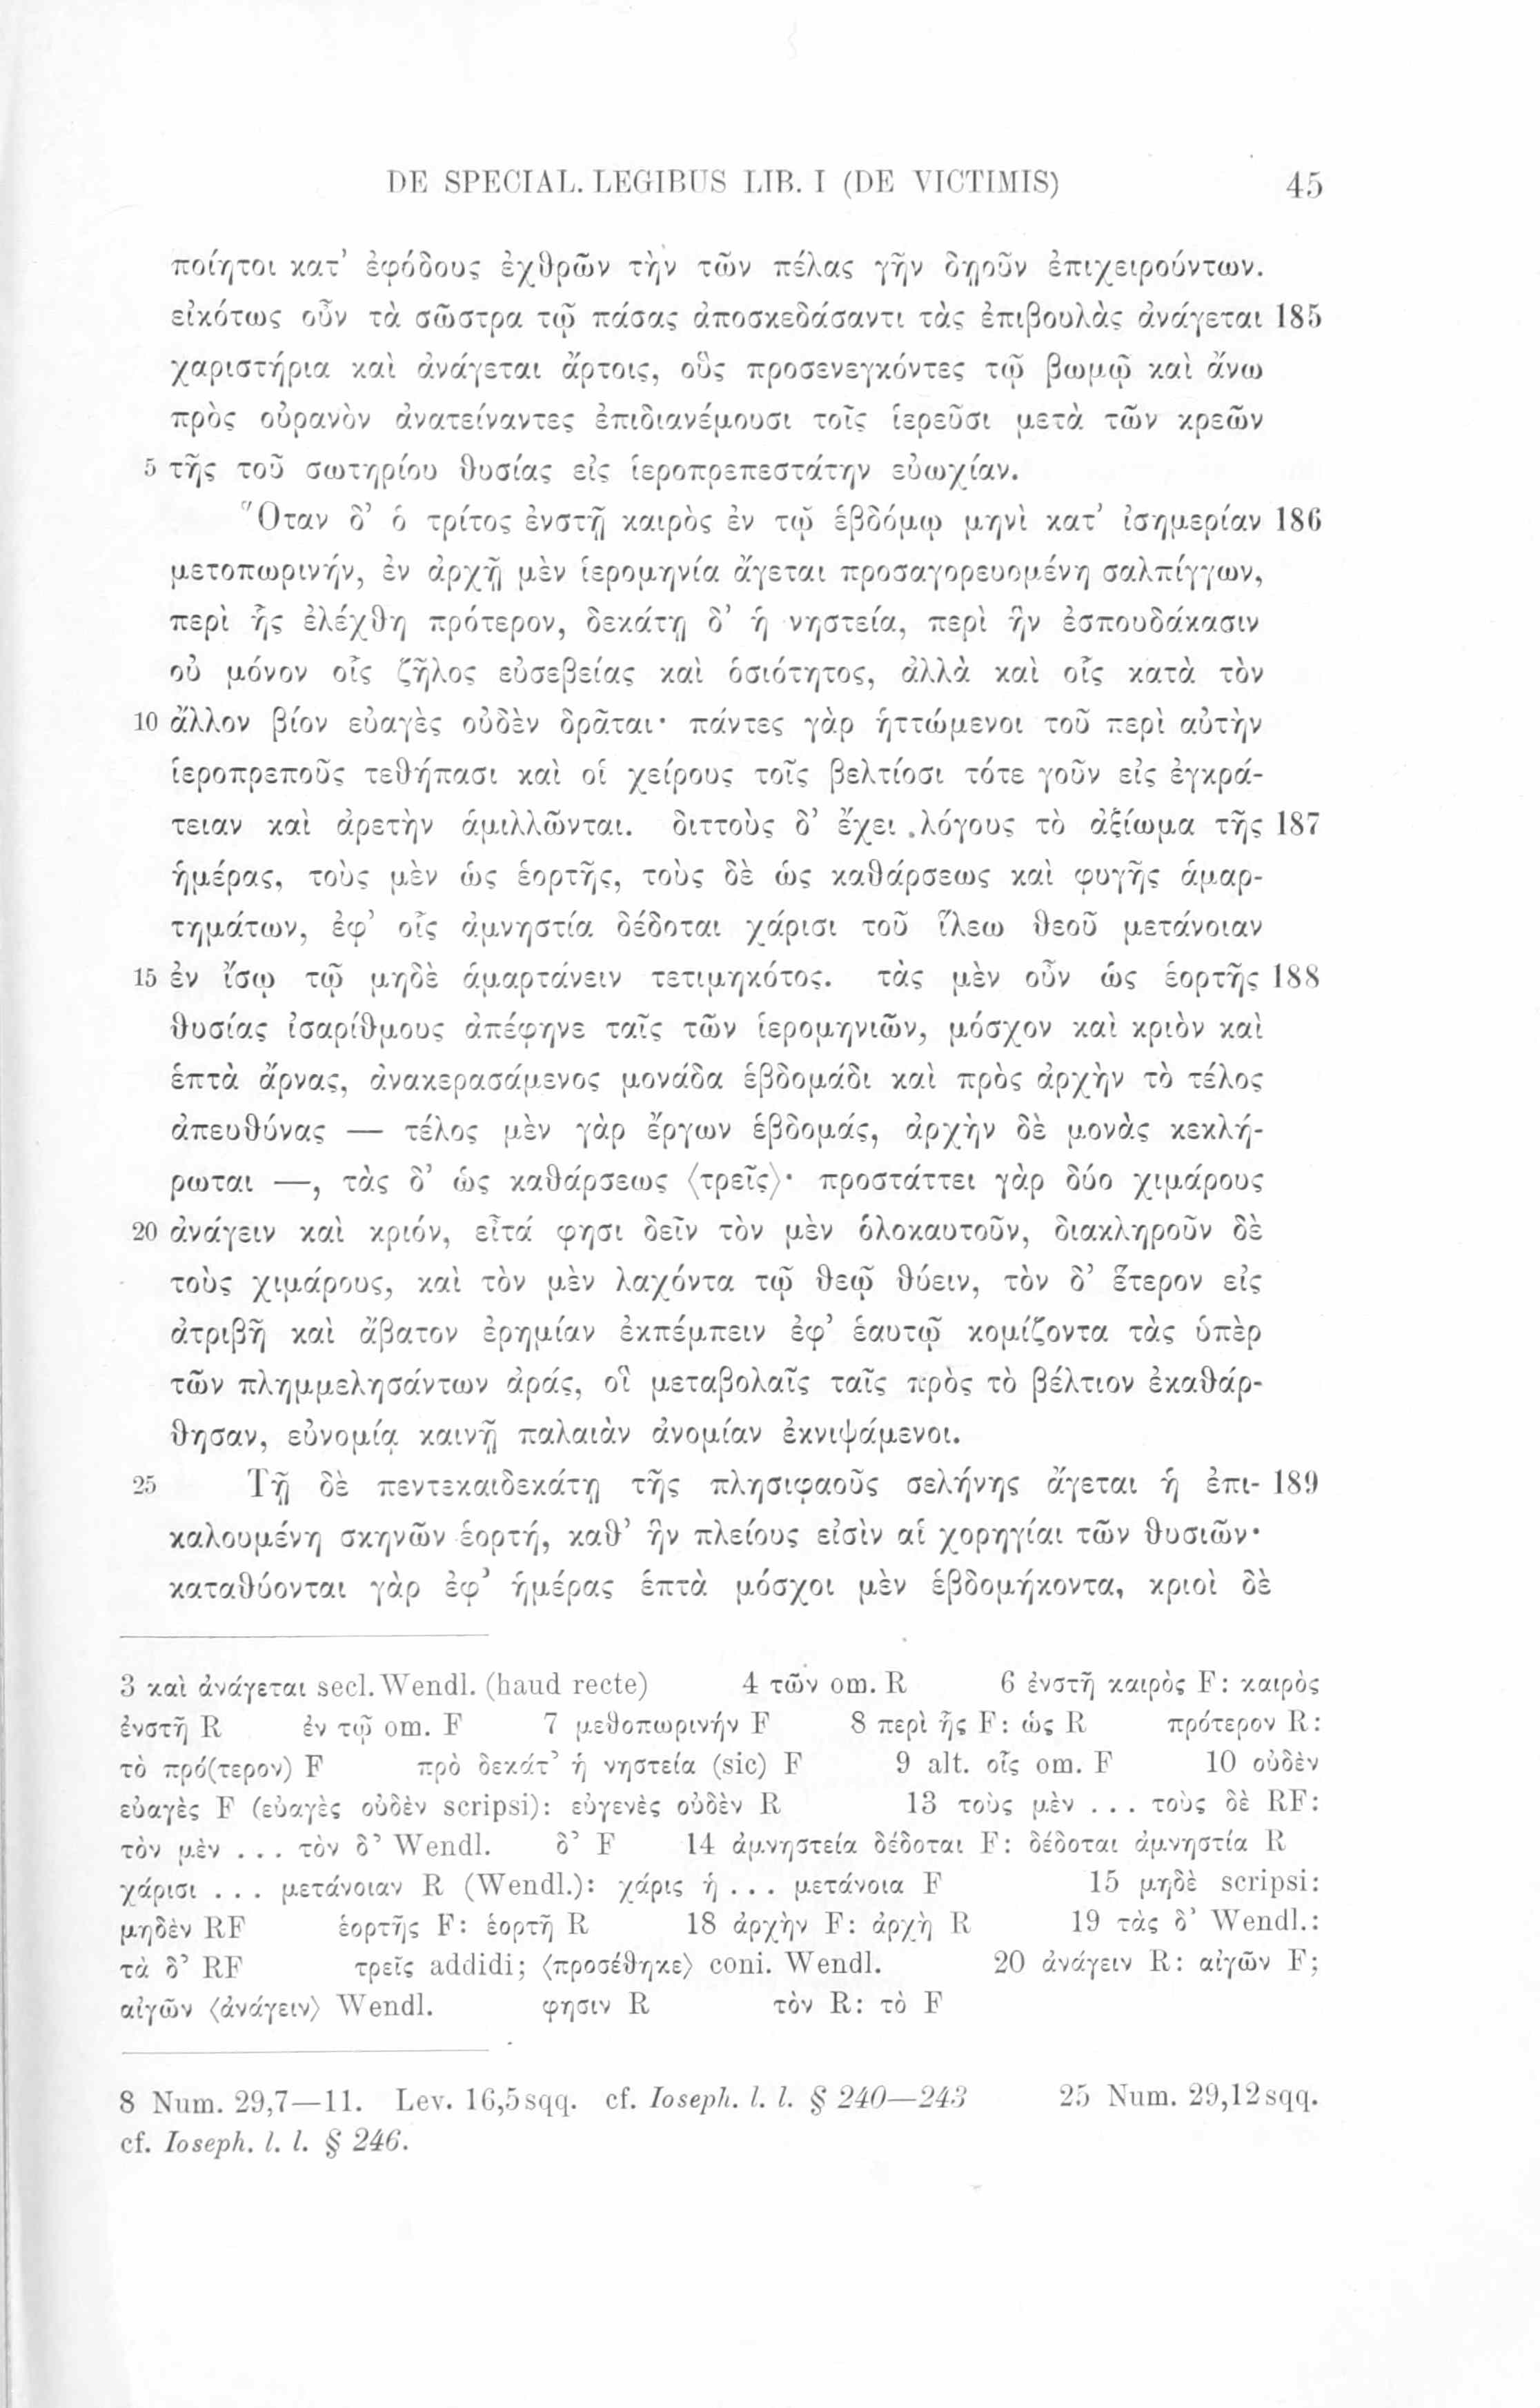 DE SPECIAL. LEGIBUS LIB. I (DE VICTIMIS) 45
ποίητοι κατ’ ἐφόδους ἐχθρῶν τὴν τῶν πέλας γῆν δῃοῦν ἐπιχειρούντων.
εἰκότως οὖν τὰ σῶστρα τῷ πάσας ἀποσκεδάσαντι τὰς ἐπιβουλὰς ἀνάγεται 185
χαριστήρια καὶ ἀνάγεται ἄρτοις, οὓς προσενεγκόντες τῷ βωμῷ καὶ ἄνω
πρὸς οὐρανὸν ἀνατείναντες ἐπιδιανέμουσι τοῖς ἱερεῦσι μετὰ τῶν κρεῶν
5 τῆς τοῦ σωτηρίου θυσίας εἰς ἱεροπρεπεστάτην εὐωχίαν.
Ὅταν δ’ ὁ τρίτος ἐνστῇ καιρὸς ἐν τῷ ἑβδόμῳ μηνὶ κατ’ ἰσημερίαν 186
μετοπωρινήν, ἐν ἀρχῇ μὲν ἱερομηνία ἄγεται προσαγορευομένη σαλπίγγων,
περὶ ἧς ἐλέχθη πρότερον, δεκάτῃ δ’ ἡ νηστεία, περὶ ἣν ἐσπουδάκασιν
οὐ μόνον οἷς ζῆλος εὐσεβείας καὶ ὁσιότητος, ἀλλὰ καὶ οἷς κατὰ τὸν
10 ἄλλον βίον εὐαγὲς οὐδὲν δρᾶται· πάντες γὰρ ἡττώμενοι τοῦ περὶ αὐτὴν
ἱεροπρεποῦς τεθήπασι καὶ οἱ χείρους τοῖς βελτίοσι τότε γοῦν εἰς ἐγκρά-
τειαν καὶ ἀρετὴν ἁμιλλῶνται. διττοὺς δ’ ἔχει λόγους τὸ ἀξίωμα τῆς 187
ἡμέρας, τοὺς μὲν ὡς ἑορτῆς, τοὺς δὲ ὡς καθάρσεως καὶ φυγῆς ἁμαρ-
τημάτων, ἐφ’ οἷς ἀμνηστία δέδοται χάρισι τοῦ ἵλεω θεοῦ μετάνοιαν
15 ἐν ἴσῳ τῷ μηδὲ ἁμαρτάνειν τετιμηκότος. τὰς μὲν οὖν ὡς ἑορτῆς 188
θυσίας ἰσαρίθμους ἀπέφηνε ταῖς τῶν ἱερομηνιῶν, μόσχον καὶ κριὸν καὶ
ἑπτὰ ἄρνας, ἀνακερασάμενος μονάδα ἑβδομάδι καὶ πρὸς ἀρχὴν τὸ τέλος
ἀπευθύνας — τέλος μὲν γὰρ ἔργων ἑβδομάς, ἀρχὴν δὲ μονὰς κεκλή-
ρωται —, τὰς δ’ ὡς καθάρσεως 〈τρεῖς〉· προστάττει γὰρ δύο χιμάρους
20 ἀνάγειν καὶ κριόν, εἶτά φησι δεῖν τὸν μὲν ὁλοκαυτοῦν, διακληροῦν δὲ
τοὺς χιμάρους, καὶ τὸν μὲν λαχόντα τῷ θεῷ θύειν, τὸν δ’ ἕτερον εἰς
ἀτριβῆ καὶ ἄβατον ἐρημίαν ἐκπέμπειν ἐφ’ ἑαυτῷ κομίζοντα τὰς ὑπὲρ
τῶν πλημμελησάντων ἀράς, οἳ μεταβολαῖς ταῖς πρὸς τὸ βέλτιον ἐκαθάρ-
θησαν, εὐνομίᾳ καινῇ παλαιὰν ἀνομίαν ἐκνιψάμενοι.
25 Τῇ δὲ πεντεκαιδεκάτῃ τῆς πλησιφαοῦς σελήνης ἄγεται ἡ ἐπι- 189
καλουμένη σκηνῶν ἑορτή, καθ’ ἣν πλείους εἰσὶν αἱ χορηγίαι τῶν θυσιῶν·
καταθύονται γὰρ ἐφ’ ἡμέρας ἑπτὰ μόσχοι μὲν ἑβδομήκοντα, κριοὶ δὲ
3 καὶ ἀνάγεται secl. Wendl. (haud recte) 4 τῶν om. R 6 ἐνστῇ καιρὸς F: καιρὸς
ἐνστῇ R ἐν τῷ om. F 7 μεθοπωρινήν F 8 περὶ ἧς F: ὡς R πρότερον R:
τὸ πρό(τερον) F πρὸ δεκάτ’ ἡ νηστεία (sic) F 9 alt. οἷς om. F 10 οὐδὲν
εὐαγὲς F (εὐαγὲς οὐδὲν scripsi): εὐγενὲς οὐδὲν R 13 τοὺς μὲν . . . τοὺς δὲ RF:
τὸν μὲν . . . τὸν δ’ Wendl. δ’ F 14 ἀμνηστεία δέδοται F: δέδοται ἀμνηστία R
χάρισι . . . μετάνοιαν R (Wendl.): χάρις ἡ . . . μετάνοια F 15 μηδὲ scripsi:
μηδὲν RF ἑορτῆς F: ἑορτῇ R 18 ἀρχὴν F: ἀρχὴ R 19 τὰς δ’ Wendl.:
τὰ δ’ RF τρεῖς addidi; 〈προσέθηκε〉 coni. Wendl. 20 ἀνάγειν R: αἰγῶν F;
αἰγῶν 〈ἀνάγειν〉 Wendl. φησιν R τὸν R: τὸ F
8 Num. 29,7—11. Lev. 16,5 sqq. cf. Ioseph. l. l. § 240—243 25 Num. 29,12 sqq.
cf. Ioseph. l. l. § 246.